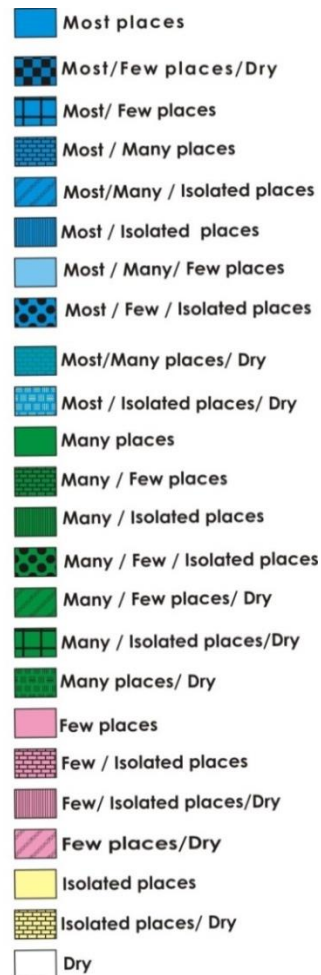 Most places
Most/Few places/Dry
Most/ Few places
Most / Many places
Most/Many / Isolated places
Most / Isolated places
Most / Many/ Few places
Most / Few / Isolated places
Most/Many places/ Dry
Most / Isolated places/ Dry
Many places
Many / Few places
Many / Isolated places
Many / Few / Isolated places
Many / Few places/ Dry
Many / Isolated places/Dry
Many places/ Dry
Few places
Few / Isolated places
Few/ Isolated places/Dry
Few places/Dry
Isolated places
Isolated places/ Dry
Dry